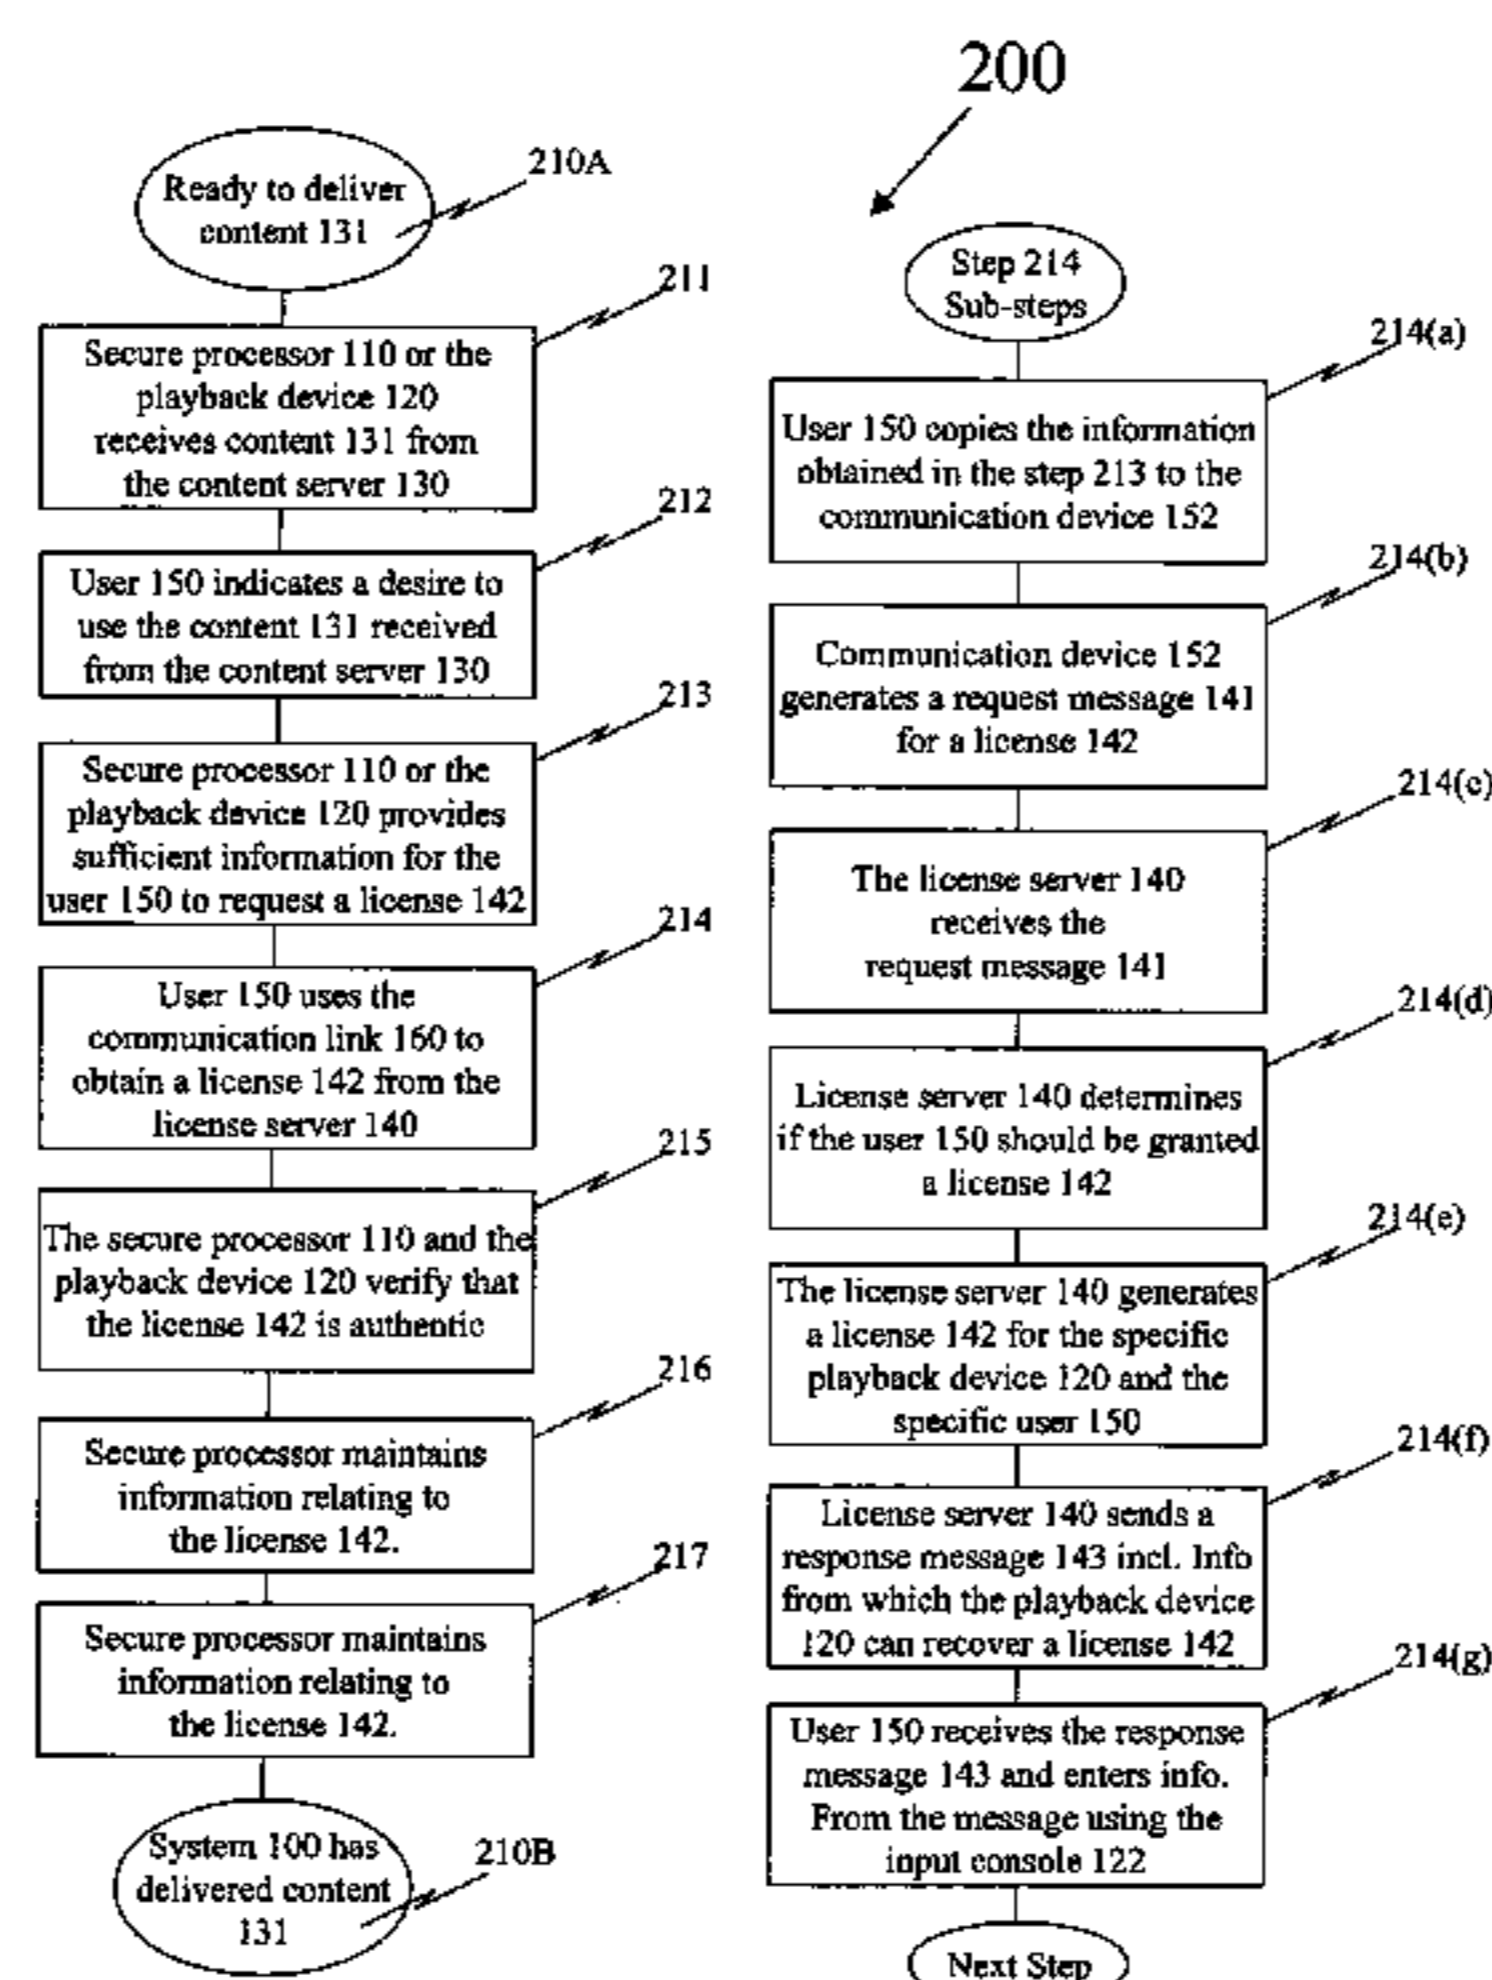 200
Ready to deliver
content 131
210A
211
Secure processor 110 or the
playback device 120
receives content 131 from
the content server 130
212
User 150 indicates a desire to
use the content 131 received
from the content server 130
213
Secure processor 110 or the
playback device 120 provides
sufficient information for the
user 150 to request a license 142
214
User 150 uses the
communication link 160 to
obtain a license 142 from the
license server 140
215
The secure processor 110 and the
playback device 120 verify that
the license 142 is authentic
216
Secure processor maintains
information relating to
the license 142.
217
Secure processor maintains
information relating to
the license 142.
System 100 has
delivered content
131
210B
Step 214
Sub-steps
214(a)
User 150 copies the information
obtained in the step 213 to the
communication device 152
214(b)
Communication device 152
generates a request message 141
for a license 142
214(c)
The license server 140
receives the
request message 141
214(d)
License server 140 determines
if the user 150 should be granted
a license 142
214(e)
The license server 140 generates
a license 142 for the specific
playback device 120 and the
specific user 150
214(f)
License server 140 sends a
response message 143 incl. Info
from which the playback device
120 can recover a license 142
214(g)
User 150 receives the response
message 143 and enters info.
From the message using the
input console 122
Next Step